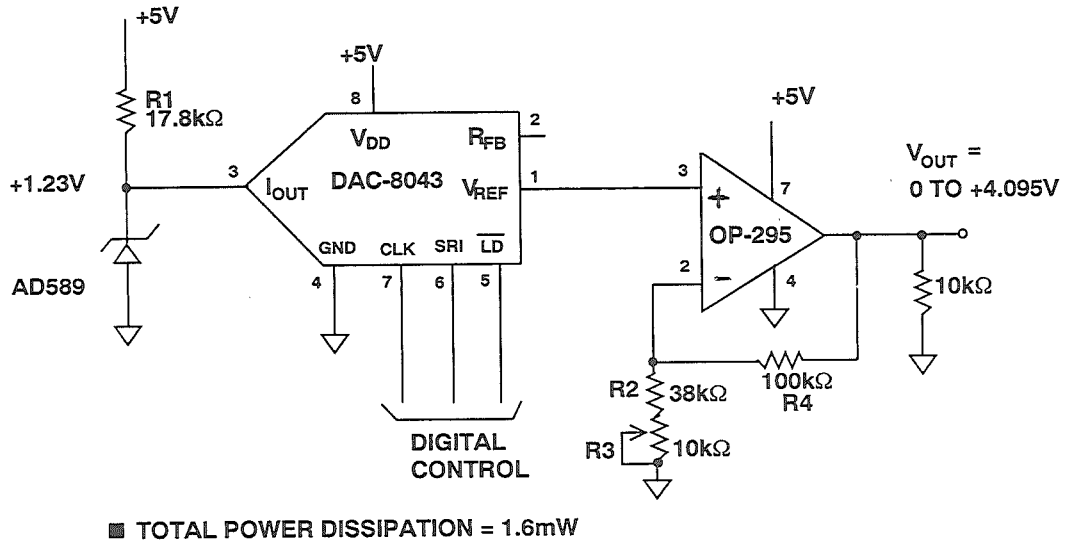 +5V
R1
17.8kΩ
+1.23V
AD589
+5V
8
V_DD
2
R_FB
3
I_OUT
DAC-8043
V_REF
1
GND
CLK
SRI
L̅D̅
4
7
6
5
DIGITAL
CONTROL
+5V
3
+
7
OP-295
2
−
4
V_OUT =
0 TO +4.095V
10kΩ
100kΩ
R4
R2
38kΩ
R3
10kΩ
■ TOTAL POWER DISSIPATION = 1.6mW